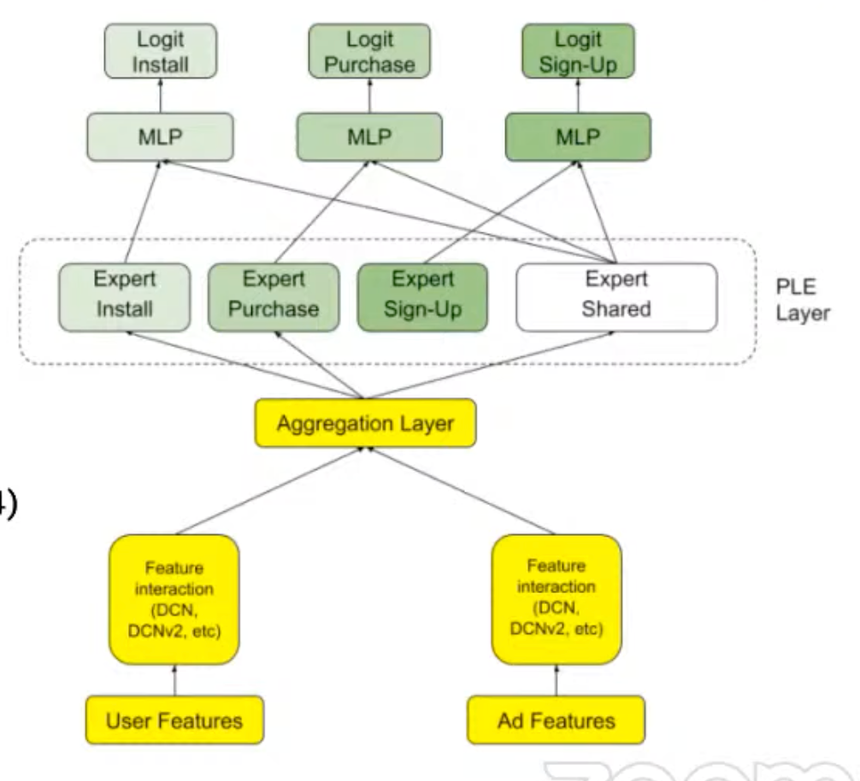 Logit
Install
Logit
Purchase
Logit
Sign-Up
MLP
MLP
MLP
Expert
Install
Expert
Purchase
Expert
Sign-Up
Expert
Shared
PLE
Layer
Aggregation Layer
4)
Feature
interaction
(DCN,
DCNv2, etc)
Feature
interaction
(DCN,
DCNv2, etc)
User Features
Ad Features
zoom